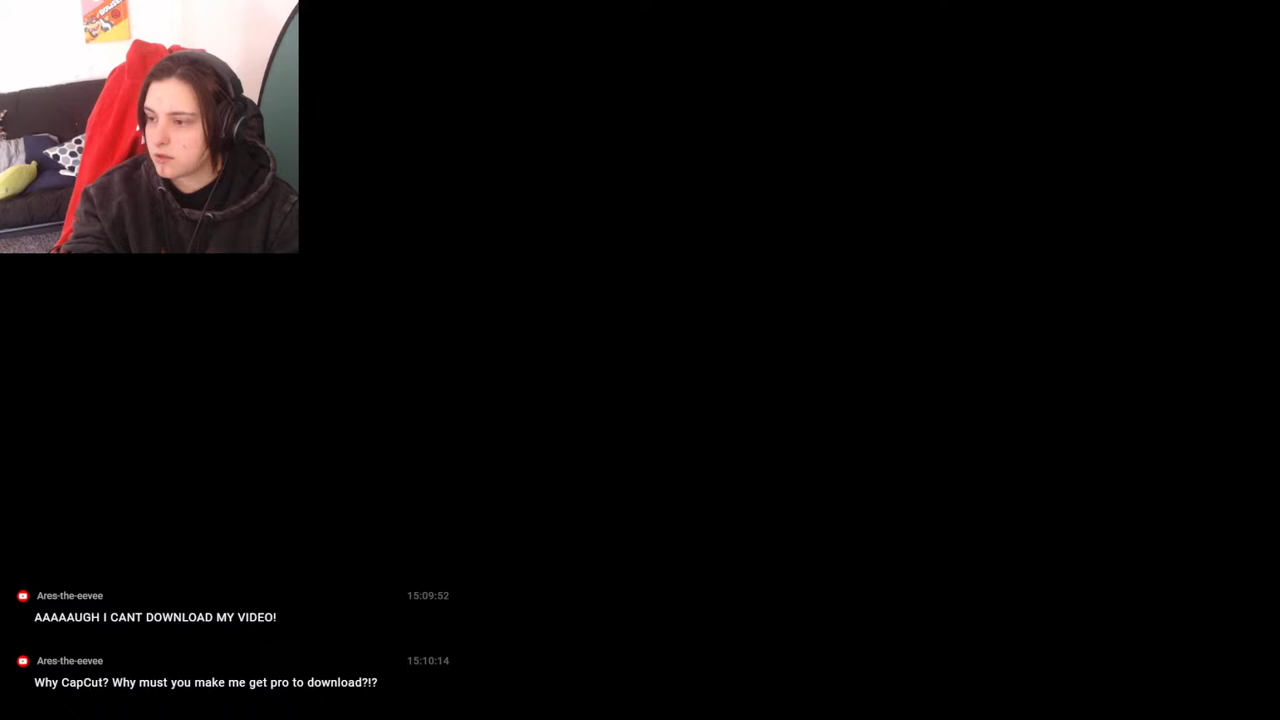 Ares-the-eevee 15:09:52
AAAAAUGH I CANT DOWNLOAD MY VIDEO!
Ares-the-eevee 15:10:14
Why CapCut? Why must you make me get pro to download?!?